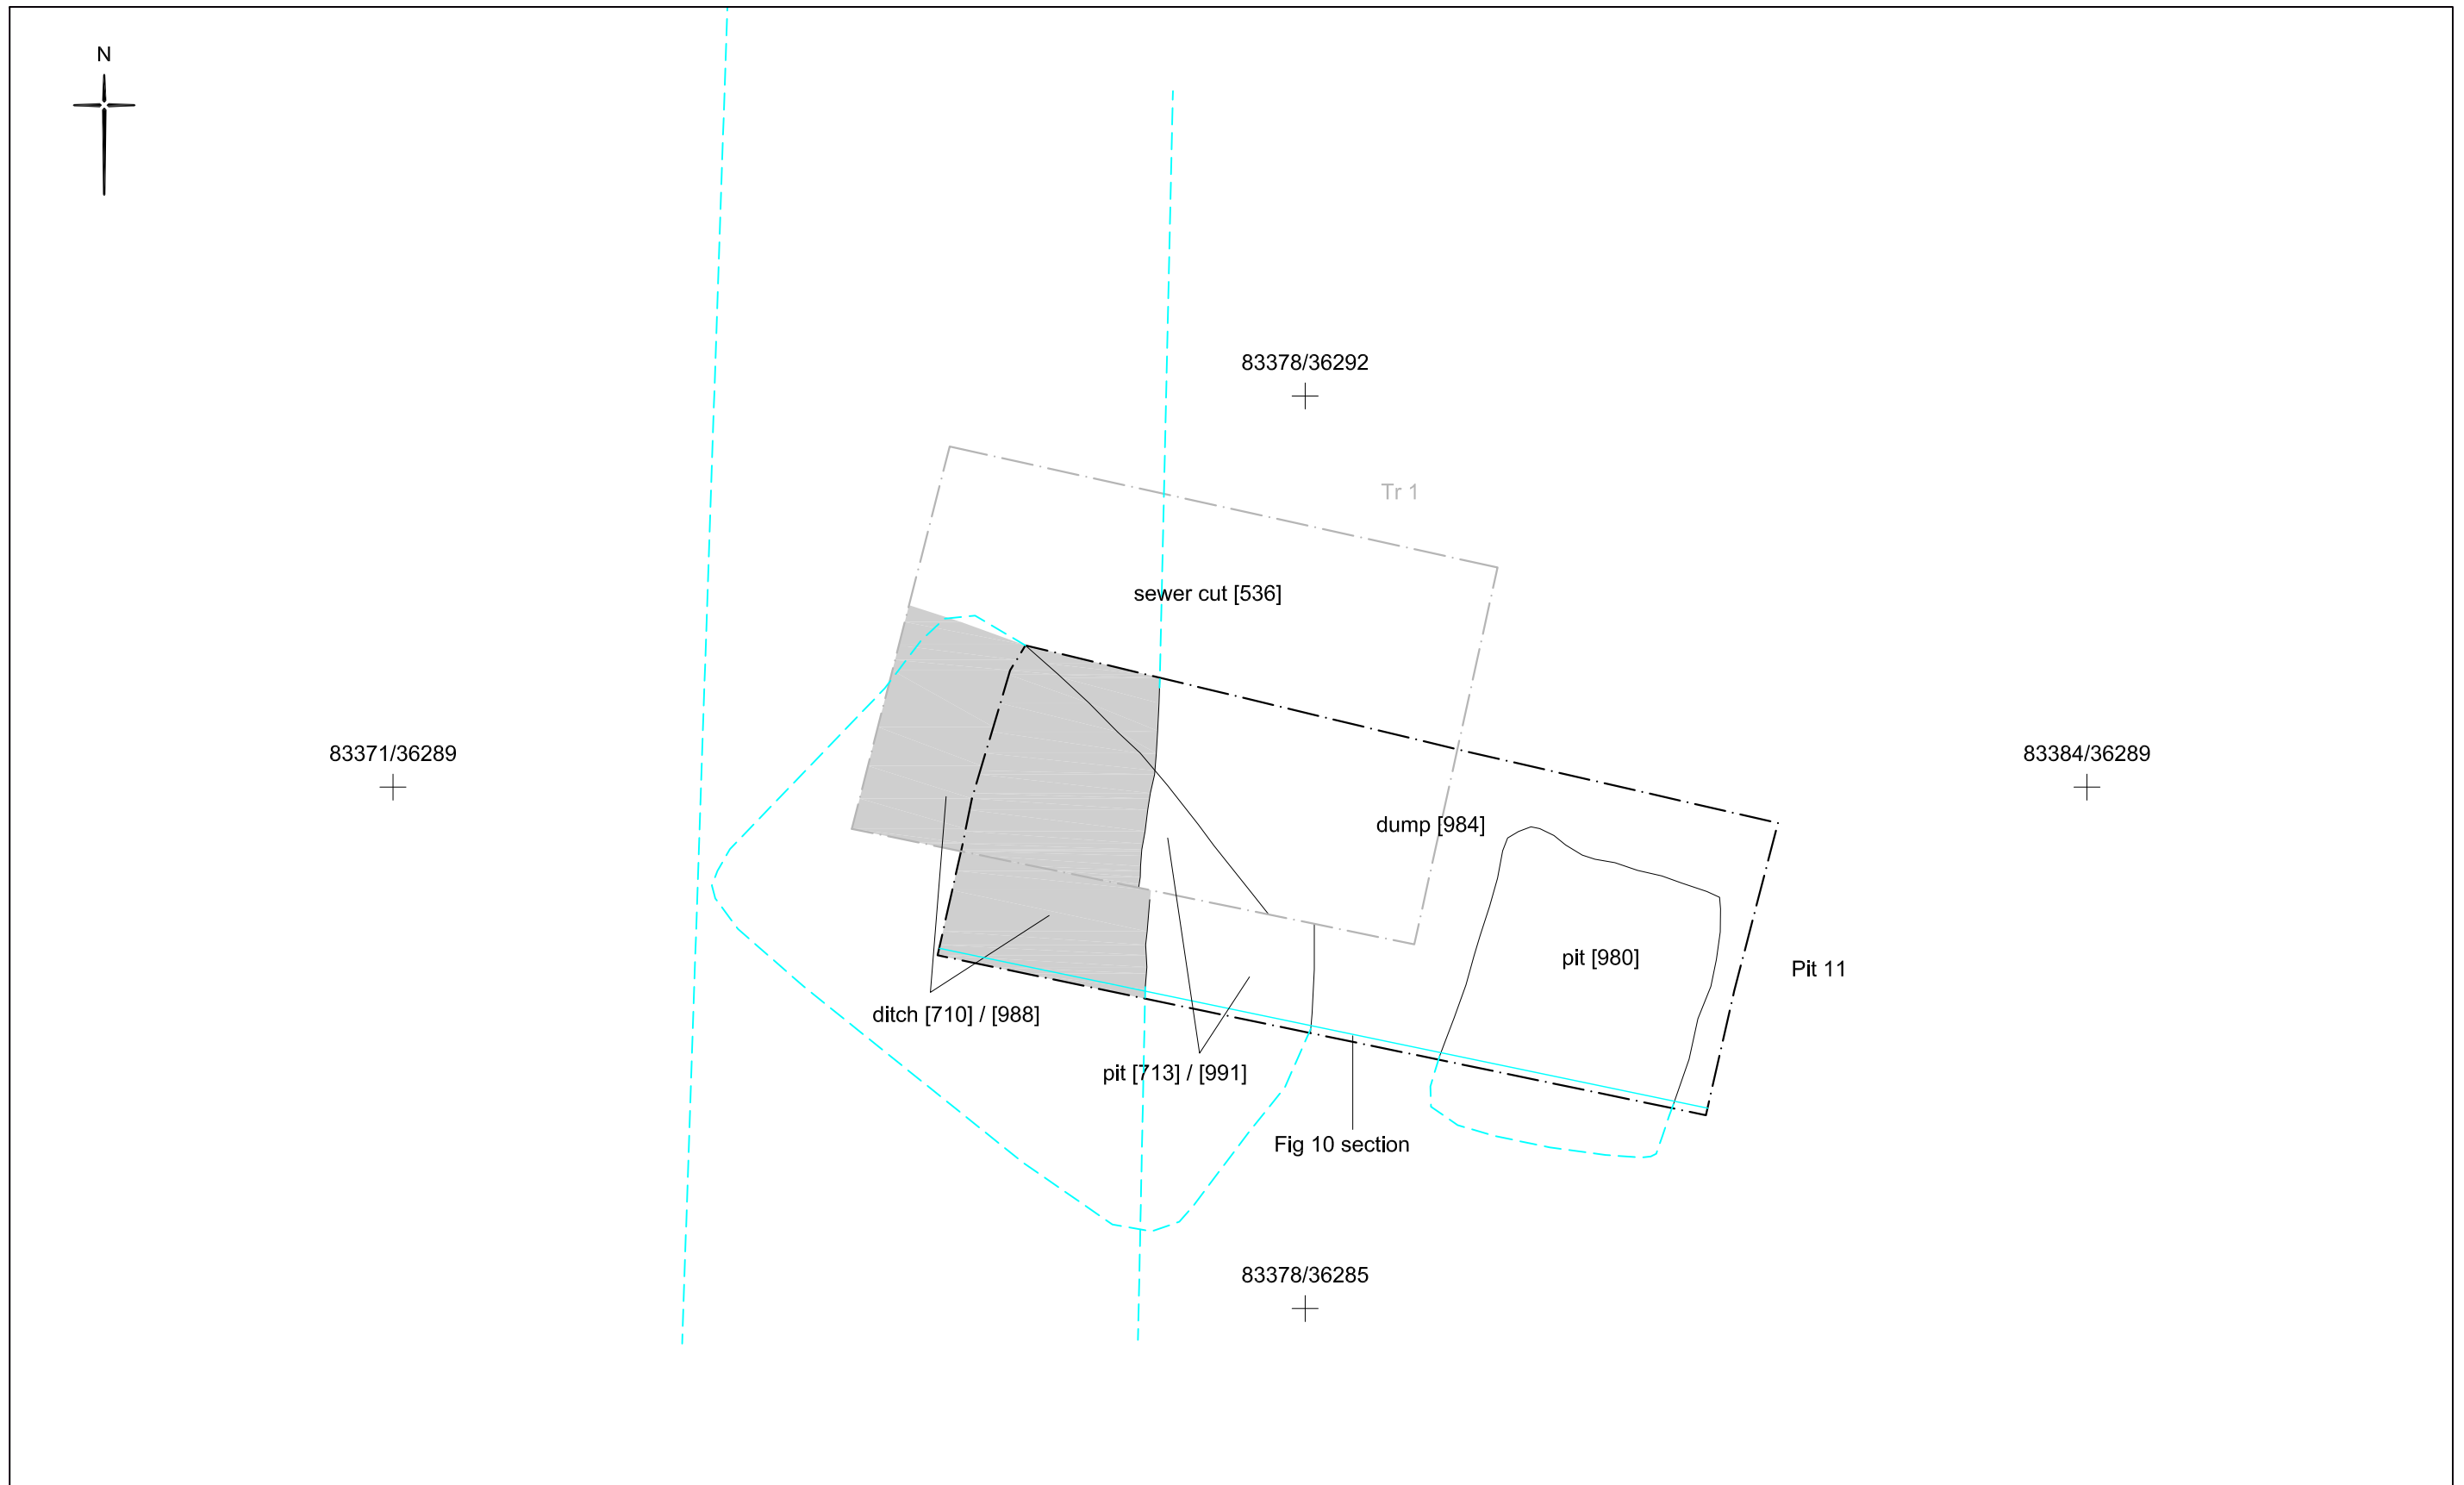 N
83378/36292
Tr 1
sewer cut [536]
83371/36289
83384/36289
dump [984]
pit [980]
Pit 11
ditch [710] / [988]
pit [713] / [991]
Fig 10 section
83378/36285